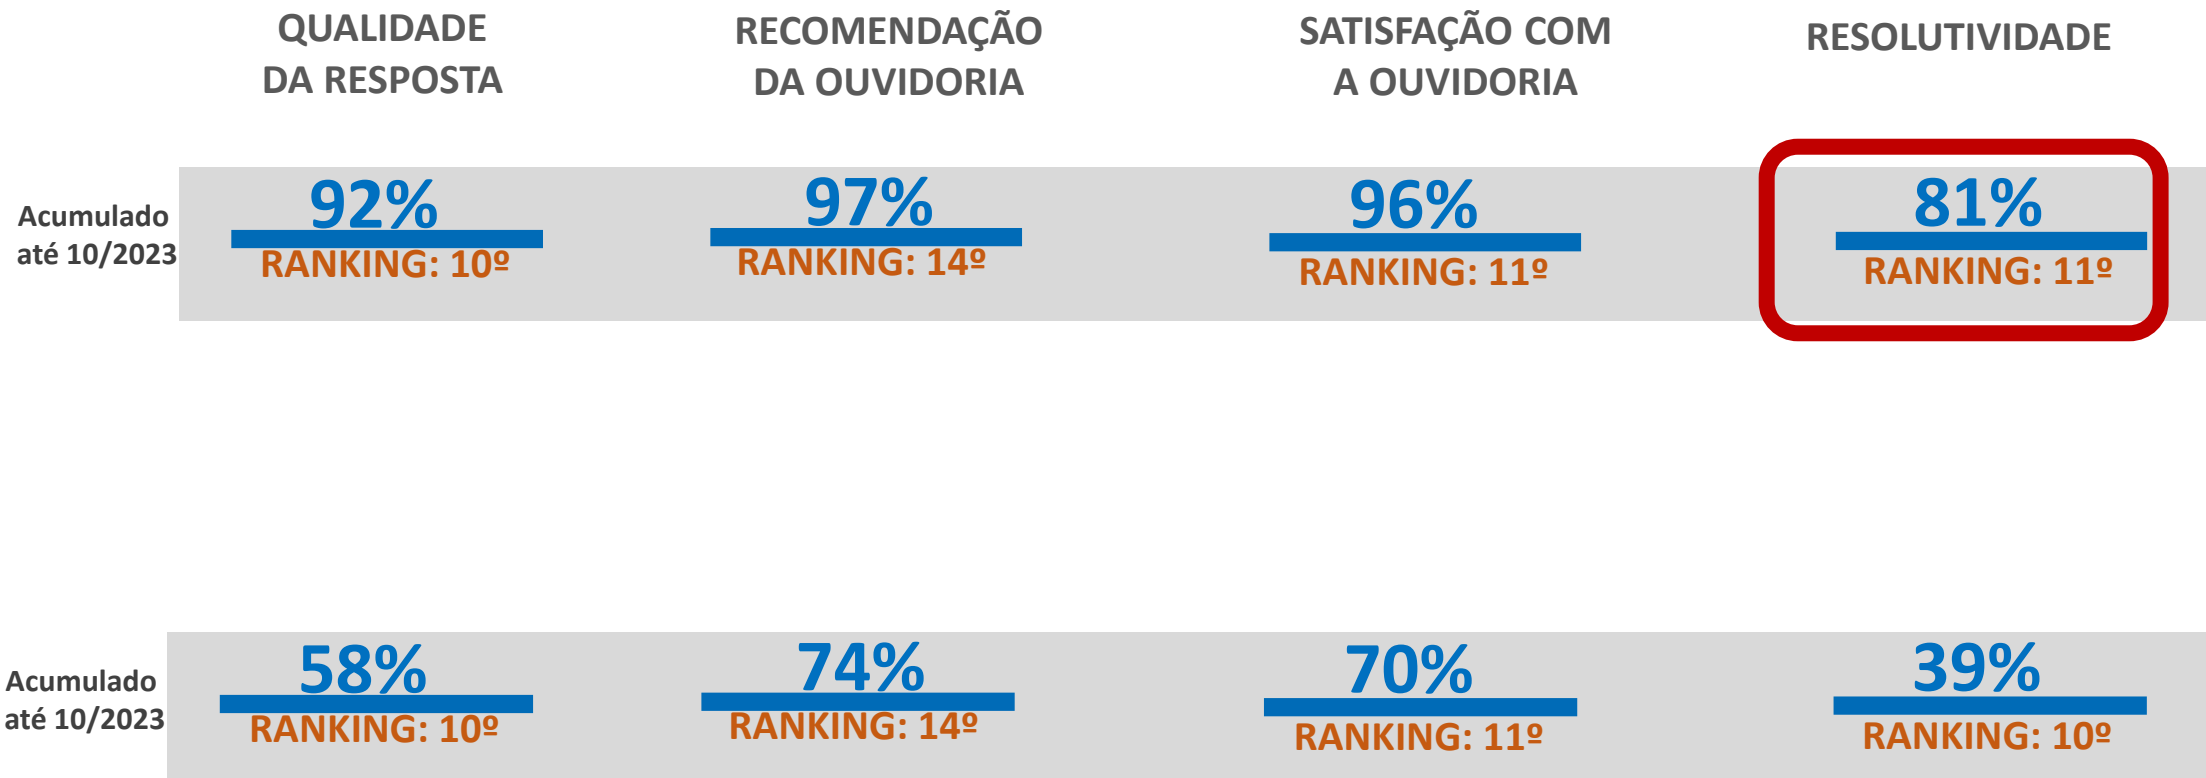 QUALIDADE
DA RESPOSTA
RECOMENDAÇÃO
DA OUVIDORIA
SATISFAÇÃO COM
A OUVIDORIA
RESOLUTIVIDADE
Acumulado
até 10/2023
92%
RANKING: 10º
97%
RANKING: 14º
96%
RANKING: 11º
81%
RANKING: 11º
Acumulado
até 10/2023
58%
RANKING: 10º
74%
RANKING: 14º
70%
RANKING: 11º
39%
RANKING: 10º